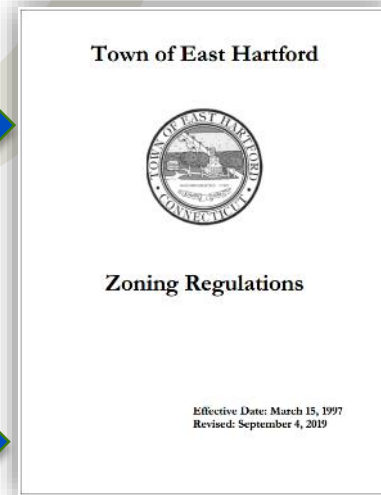 Town of East Hartford
TOWN OF EAST HARTFORD
CONNECTICUT
Zoning Regulations
Effective Date: March 15, 1997
Revised: September 4, 2019